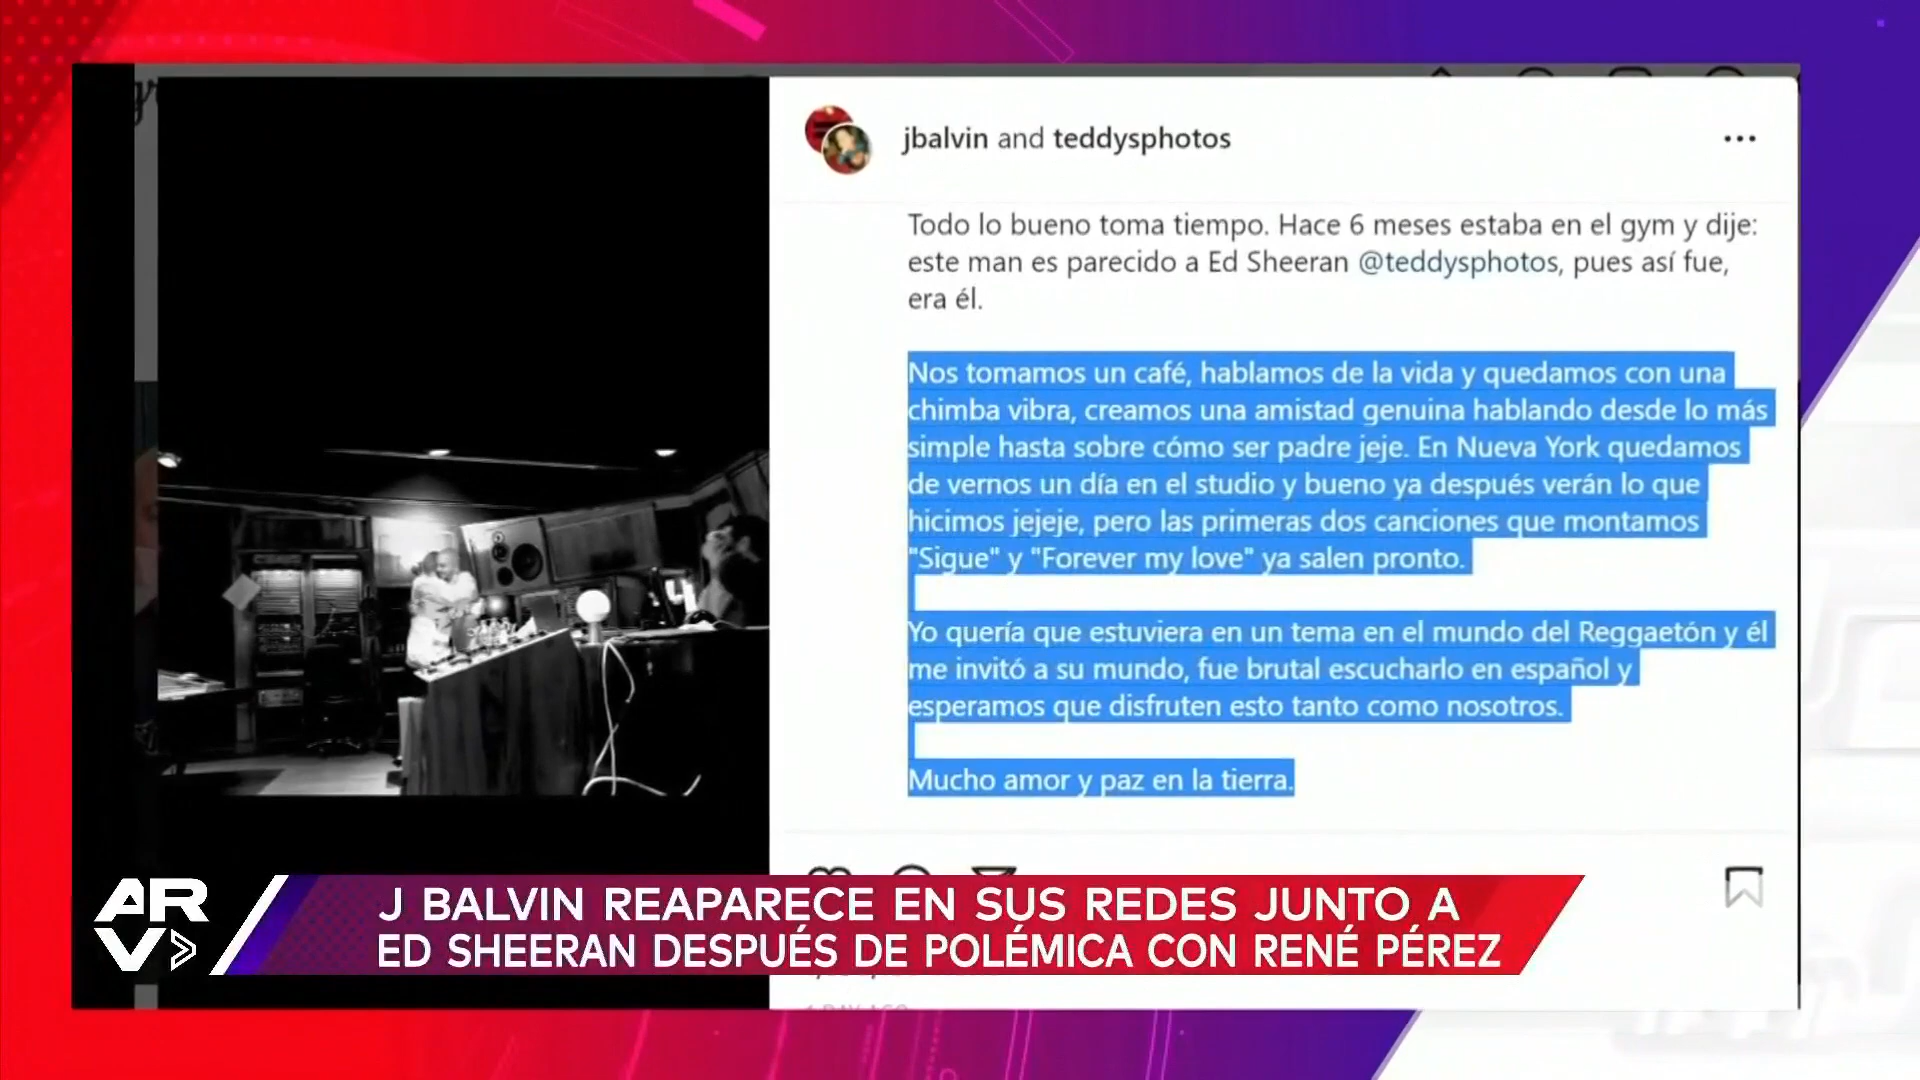 jbalvin and teddysphotos
Todo lo bueno toma tiempo. Hace 6 meses estaba en el gym y dije:
este man es parecido a Ed Sheeran @teddysphotos, pues así fue,
era él.
Nos tomamos un café, hablamos de la vida y quedamos con una
chimba vibra, creamos una amistad genuina hablando desde lo más
simple hasta sobre cómo ser padre jeje. En Nueva York quedamos
de vernos un día en el studio y bueno ya después verán lo que
hicimos jejeje, pero las primeras dos canciones que montamos
"Sigue" y "Forever my love" ya salen pronto.
Yo quería que estuviera en un tema en el mundo del Reggaetón y él
me invitó a su mundo, fue brutal escucharlo en español y
esperamos que disfruten esto tanto como nosotros.
Mucho amor y paz en la tierra.
ARV
J BALVIN REAPARECE EN SUS REDES JUNTO A
ED SHEERAN DESPUÉS DE POLÉMICA CON RENÉ PÉREZ